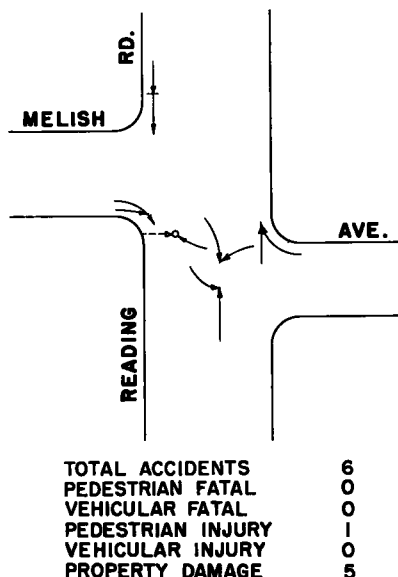 RD.
MELISH
AVE.
READING
TOTAL ACCIDENTS 6
PEDESTRIAN FATAL 0
VEHICULAR FATAL 0
PEDESTRIAN INJURY 1
VEHICULAR INJURY 0
PROPERTY DAMAGE 5